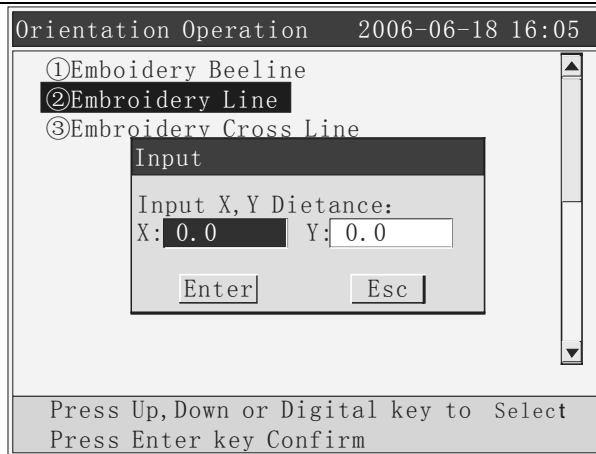 Orientation Operation 2006-06-18 16:05
①Emboidery Beeline
②Embroidery Line
③Embroidery Cross Line
Input
Input X,Y Dietance:
X: 0.0 Y: 0.0
Enter Esc
Press Up,Down or Digital key to Select
Press Enter key Confirm